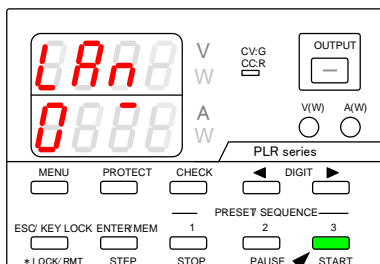 LAn V CV:G OUTPUT
W CC:R
0 ¯ A V(W) A(W)
W
PLR series
MENU PROTECT CHECK ◀ DIGIT ▶
PRESET/ SEQUENCE
ESC/ KEY LOCK ENTER/MEM 1 2 3
* LOCK/ RMT STEP STOP PAUSE START